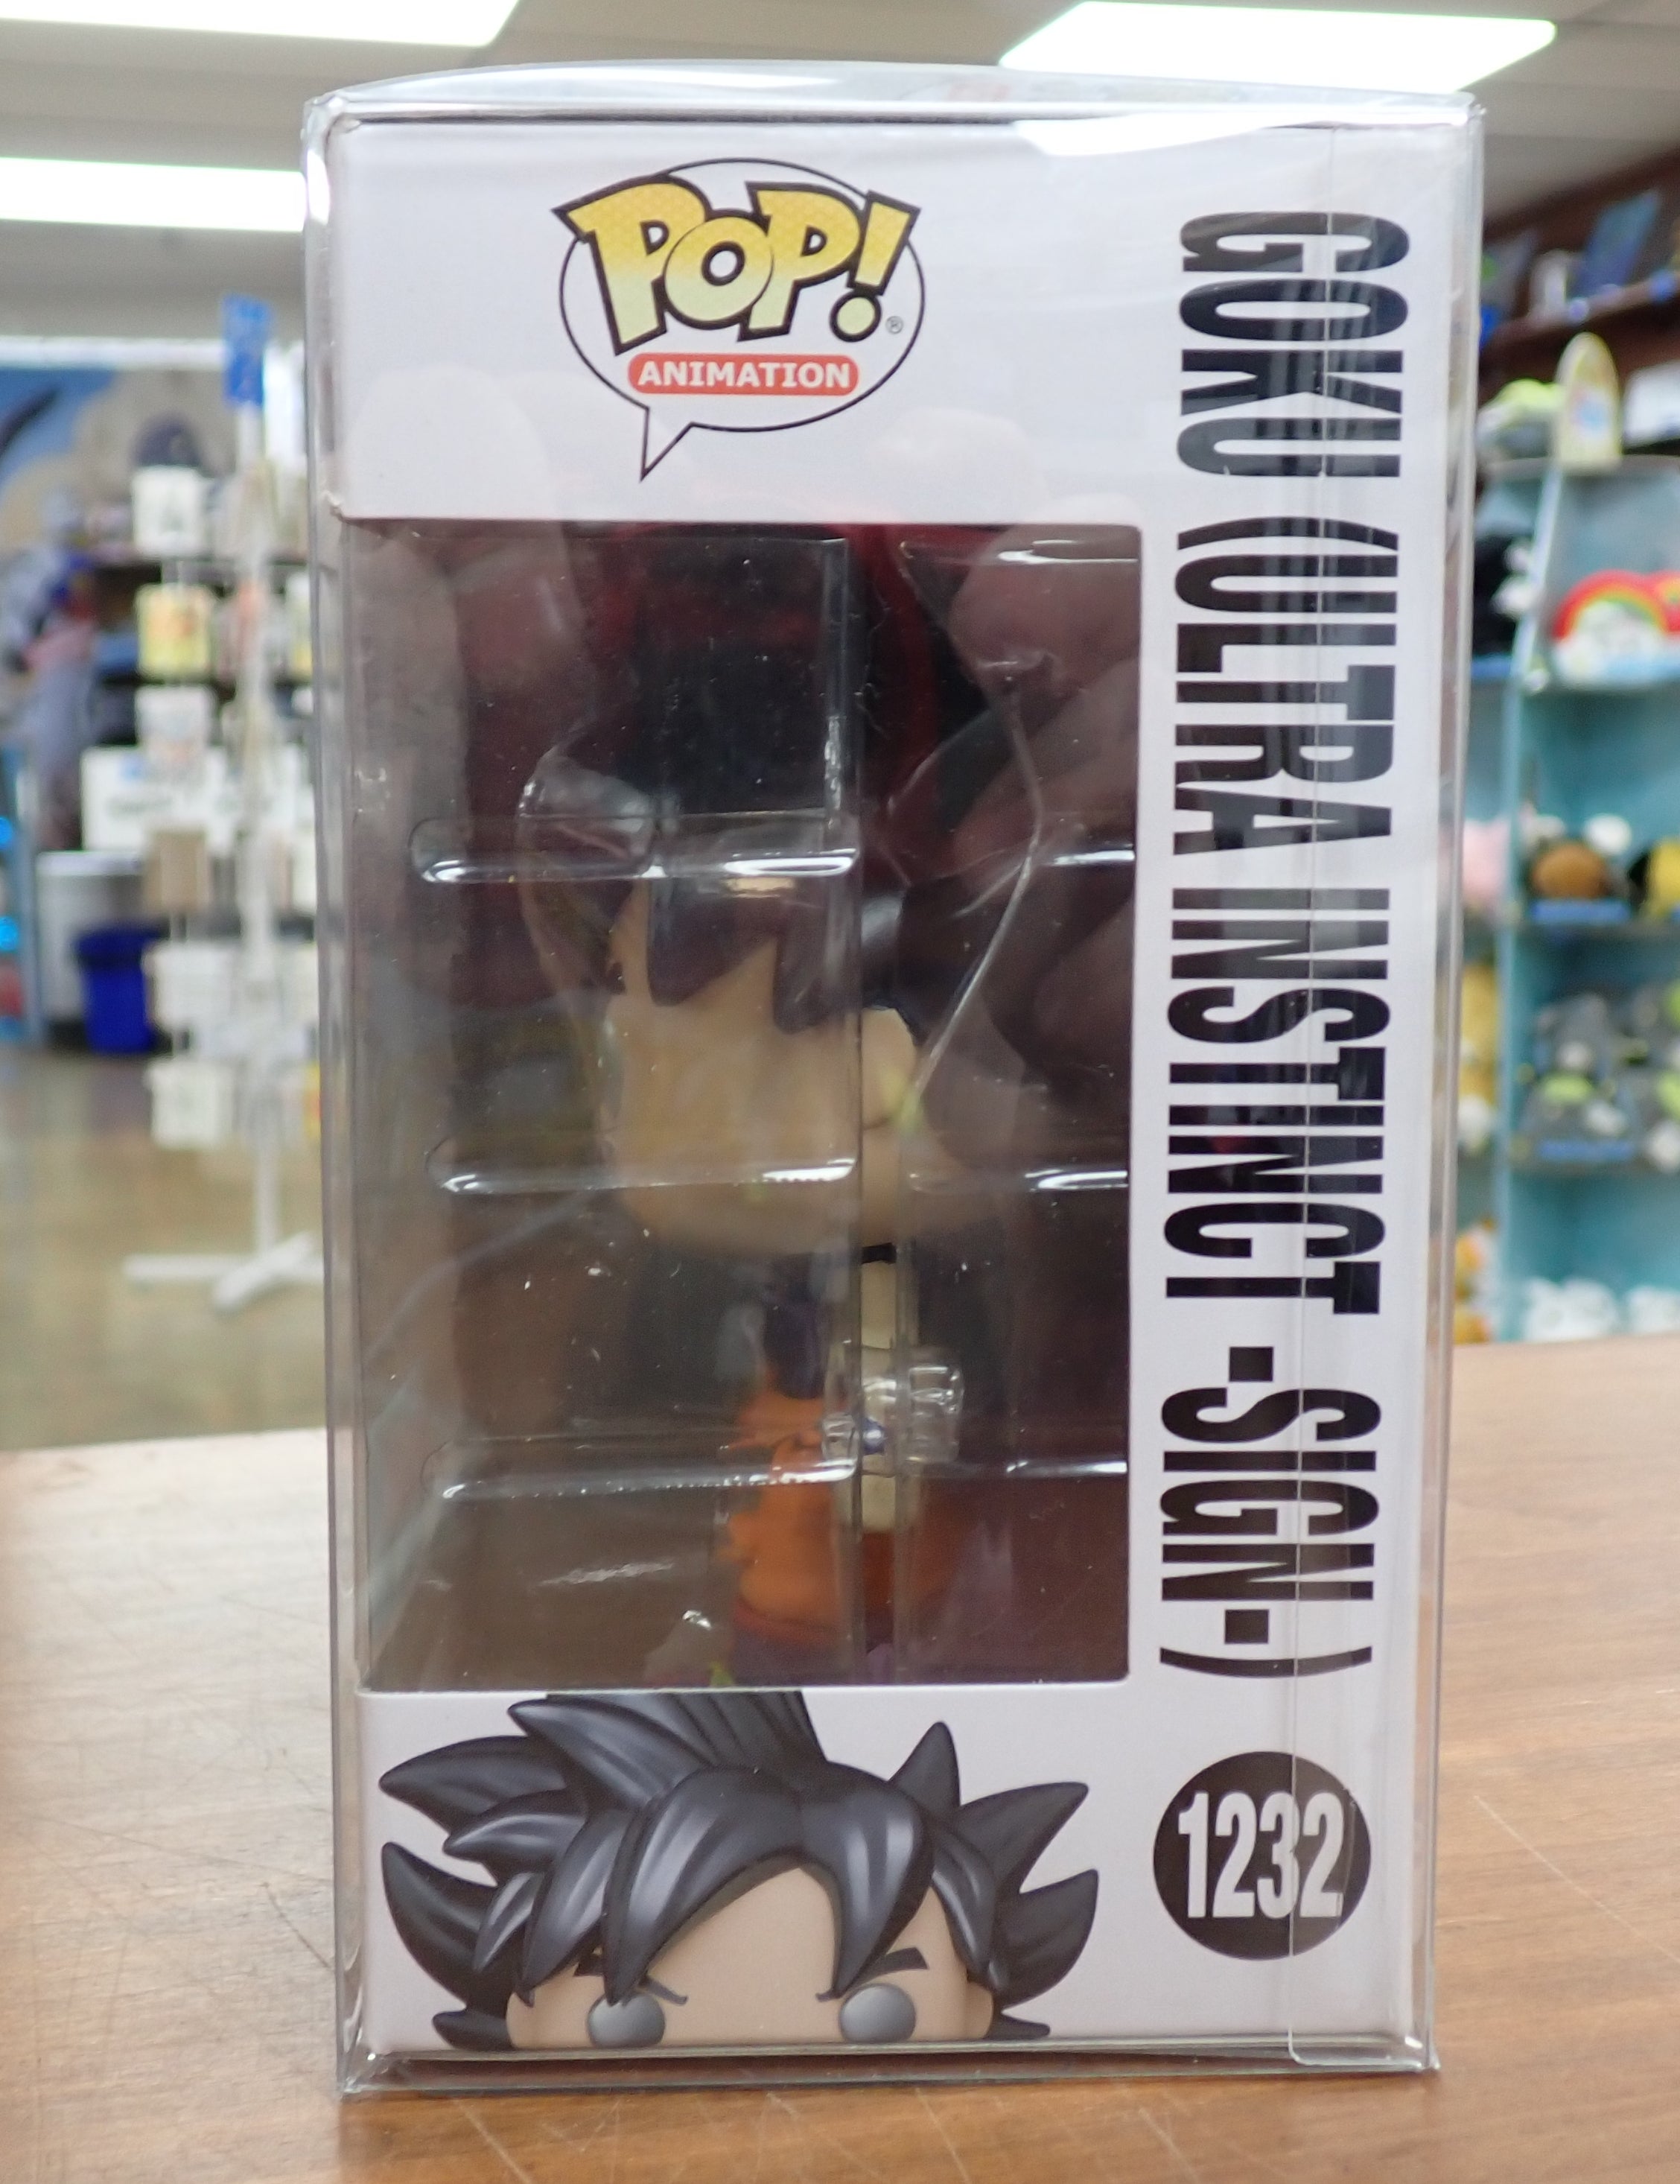 POP!®
ANIMATION
GOKU (ULTRA INSTINCT -SIGN-)
1232